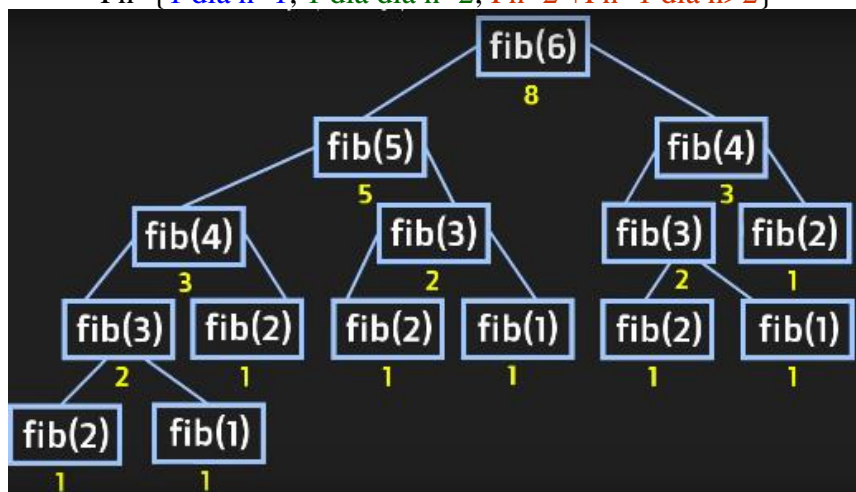 fib(6)
8
fib(5) fib(4)
5 3
fib(4) fib(3) fib(3) fib(2)
3 2 2 1
fib(3) fib(2) fib(2) fib(1) fib(2) fib(1)
2 1 1 1 1 1
fib(2) fib(1)
1 1